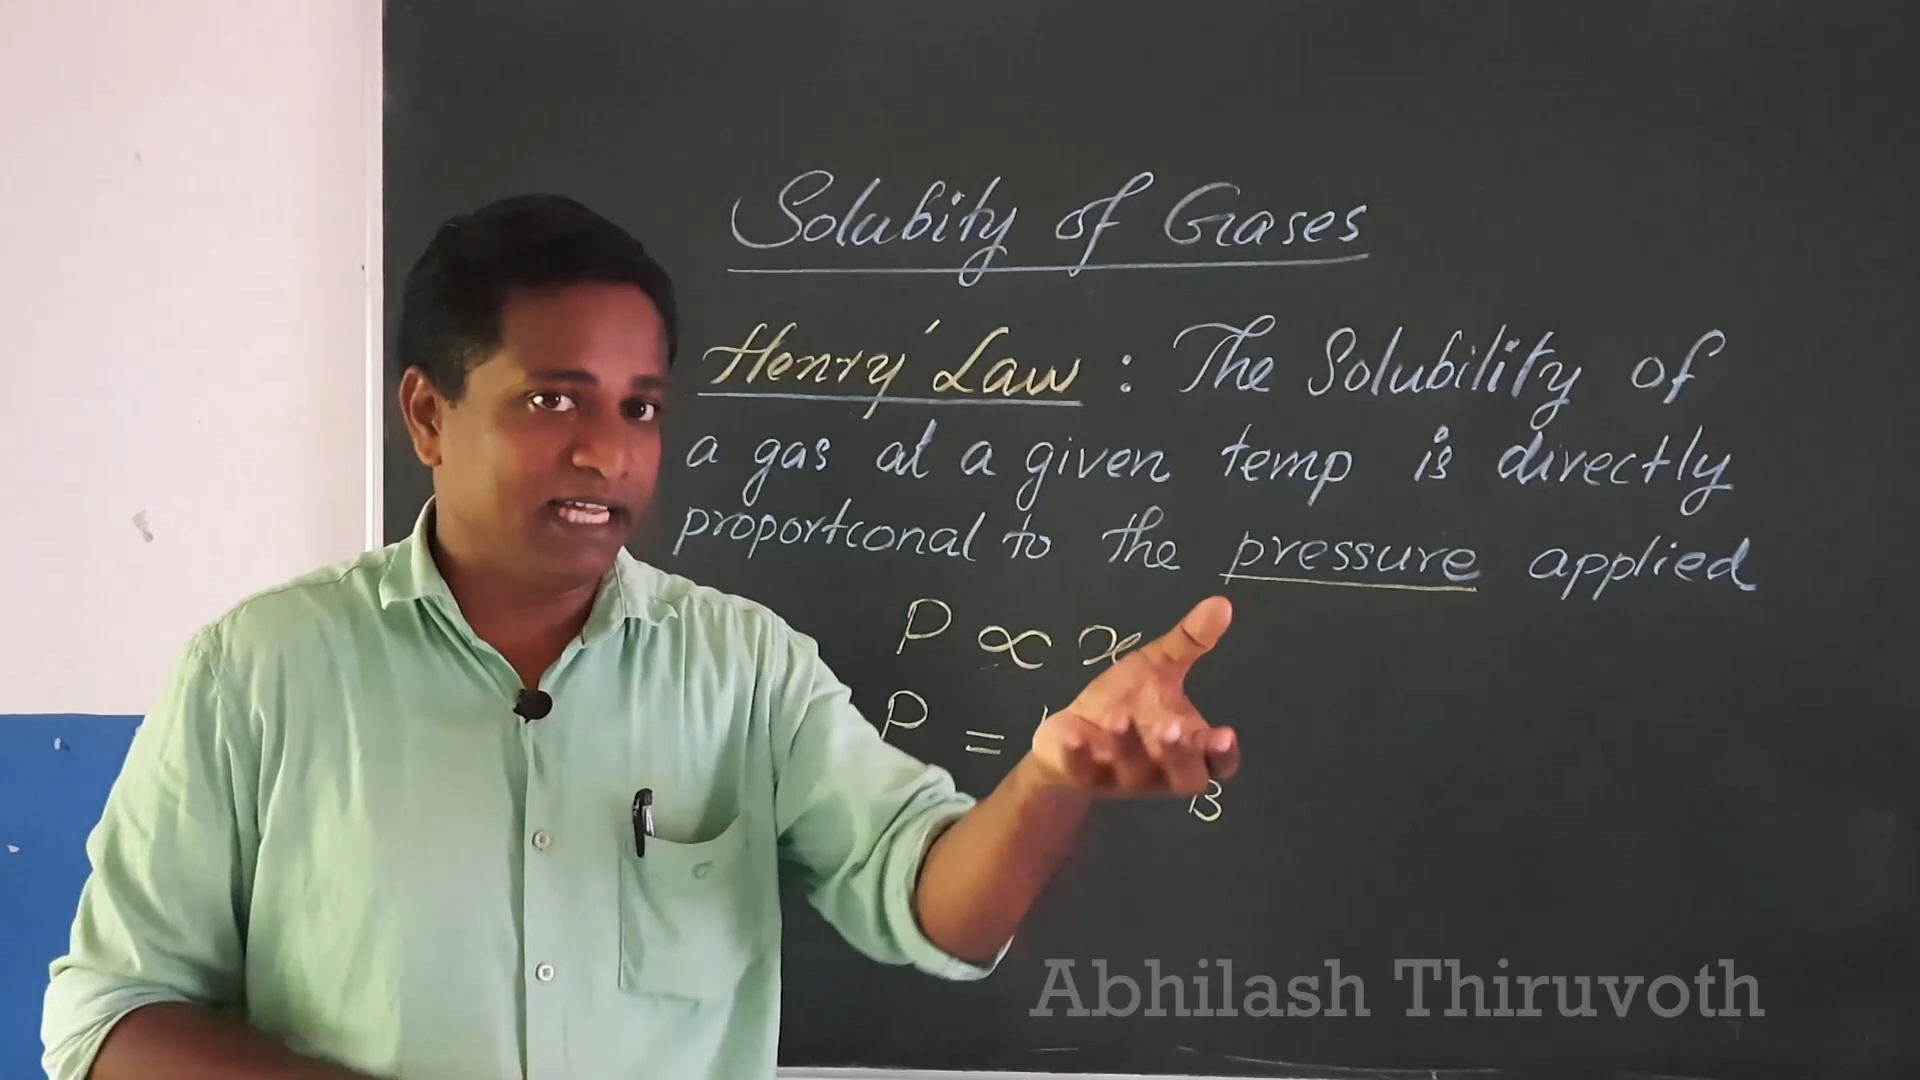 Solubity of Gases
Henry' Law : The Solubility of
a gas at a given temp is directly
proportional to the pressure applied
P ∝ x
P =
B
Abhilash Thiruvoth